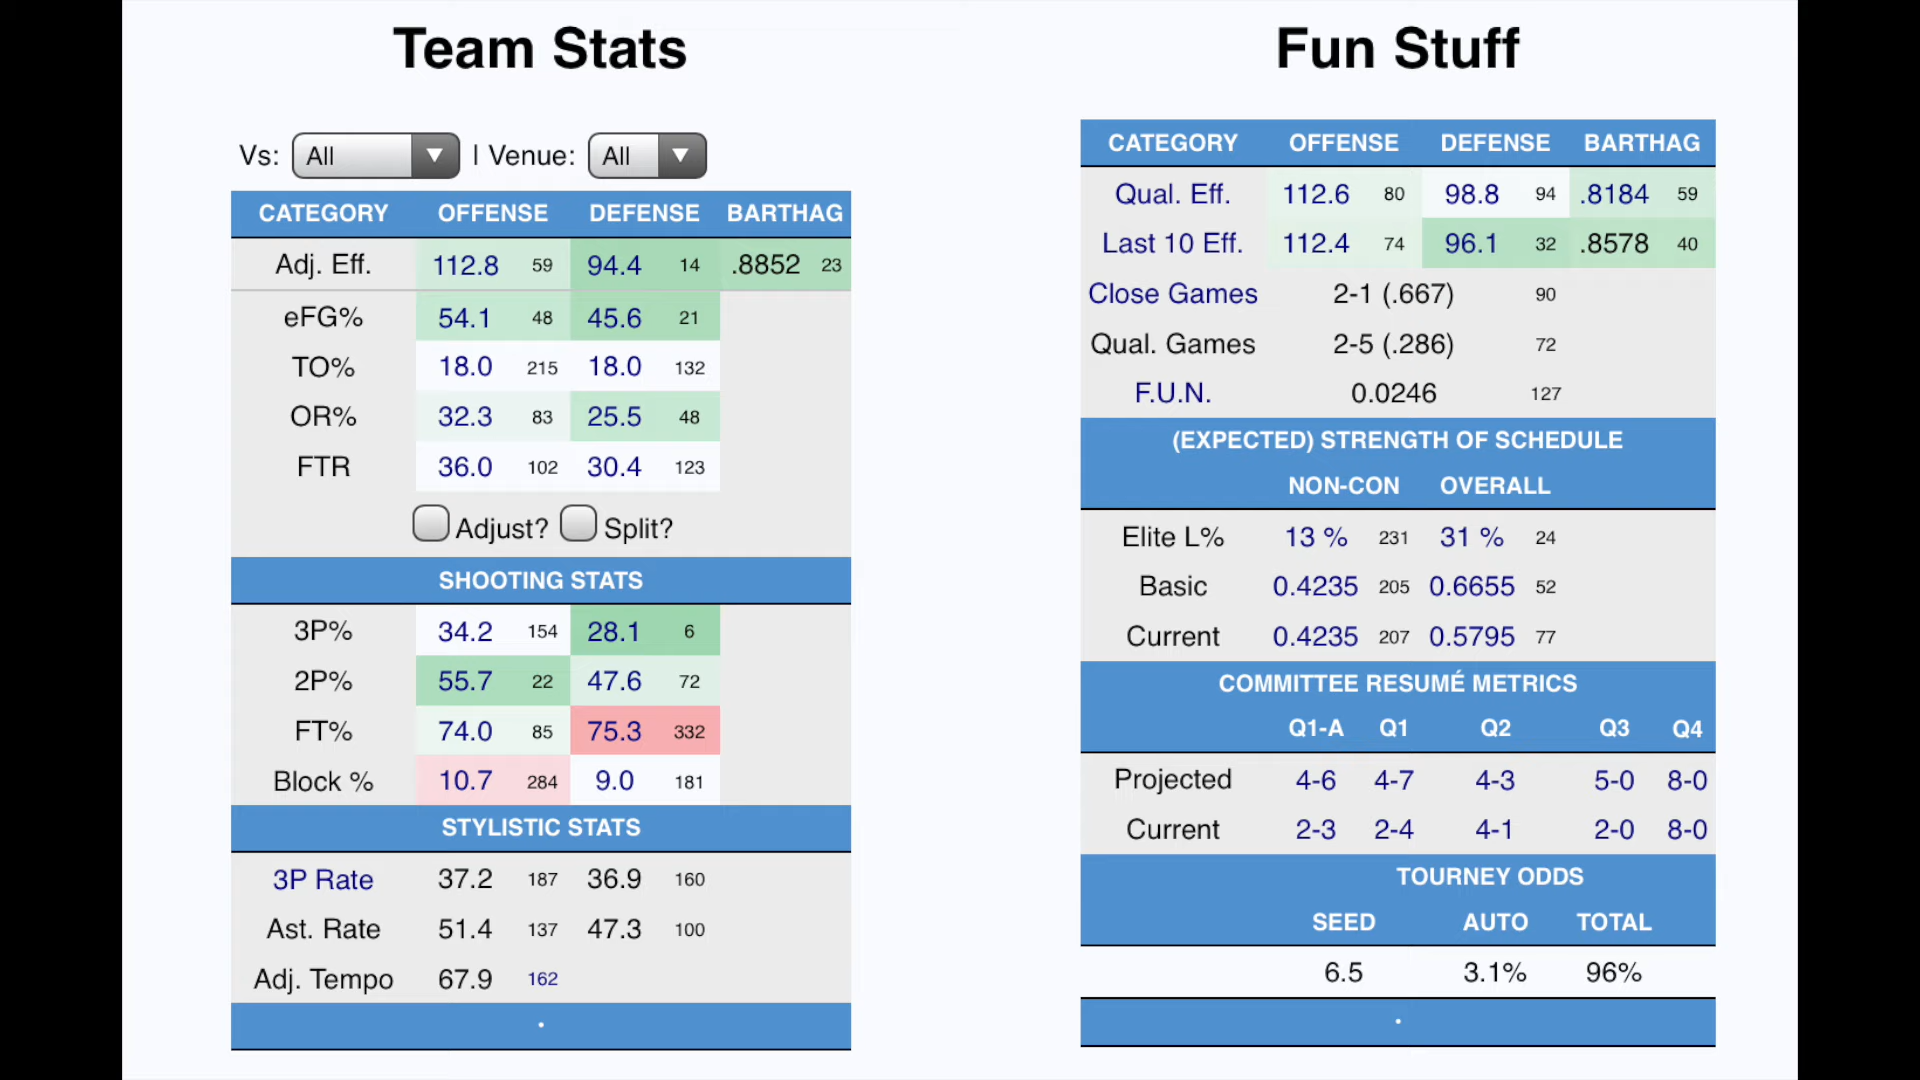 Team Stats
Vs: All | Venue: All
CATEGORY OFFENSE DEFENSE BARTHAG
Adj. Eff. 112.8 59 94.4 14 .8852 23
eFG% 54.1 48 45.6 21
TO% 18.0 215 18.0 132
OR% 32.3 83 25.5 48
FTR 36.0 102 30.4 123
Adjust? Split?
SHOOTING STATS
3P% 34.2 154 28.1 6
2P% 55.7 22 47.6 72
FT% 74.0 85 75.3 332
Block % 10.7 284 9.0 181
STYLISTIC STATS
3P Rate 37.2 187 36.9 160
Ast. Rate 51.4 137 47.3 100
Adj. Tempo 67.9 162
.
Fun Stuff
CATEGORY OFFENSE DEFENSE BARTHAG
Qual. Eff. 112.6 80 98.8 94 .8184 59
Last 10 Eff. 112.4 74 96.1 32 .8578 40
Close Games 2-1 (.667) 90
Qual. Games 2-5 (.286) 72
F.U.N. 0.0246 127
(EXPECTED) STRENGTH OF SCHEDULE
NON-CON OVERALL
Elite L% 13 % 231 31 % 24
Basic 0.4235 205 0.6655 52
Current 0.4235 207 0.5795 77
COMMITTEE RESUMÉ METRICS
Q1-A Q1 Q2 Q3 Q4
Projected 4-6 4-7 4-3 5-0 8-0
Current 2-3 2-4 4-1 2-0 8-0
TOURNEY ODDS
SEED AUTO TOTAL
6.5 3.1% 96%
.